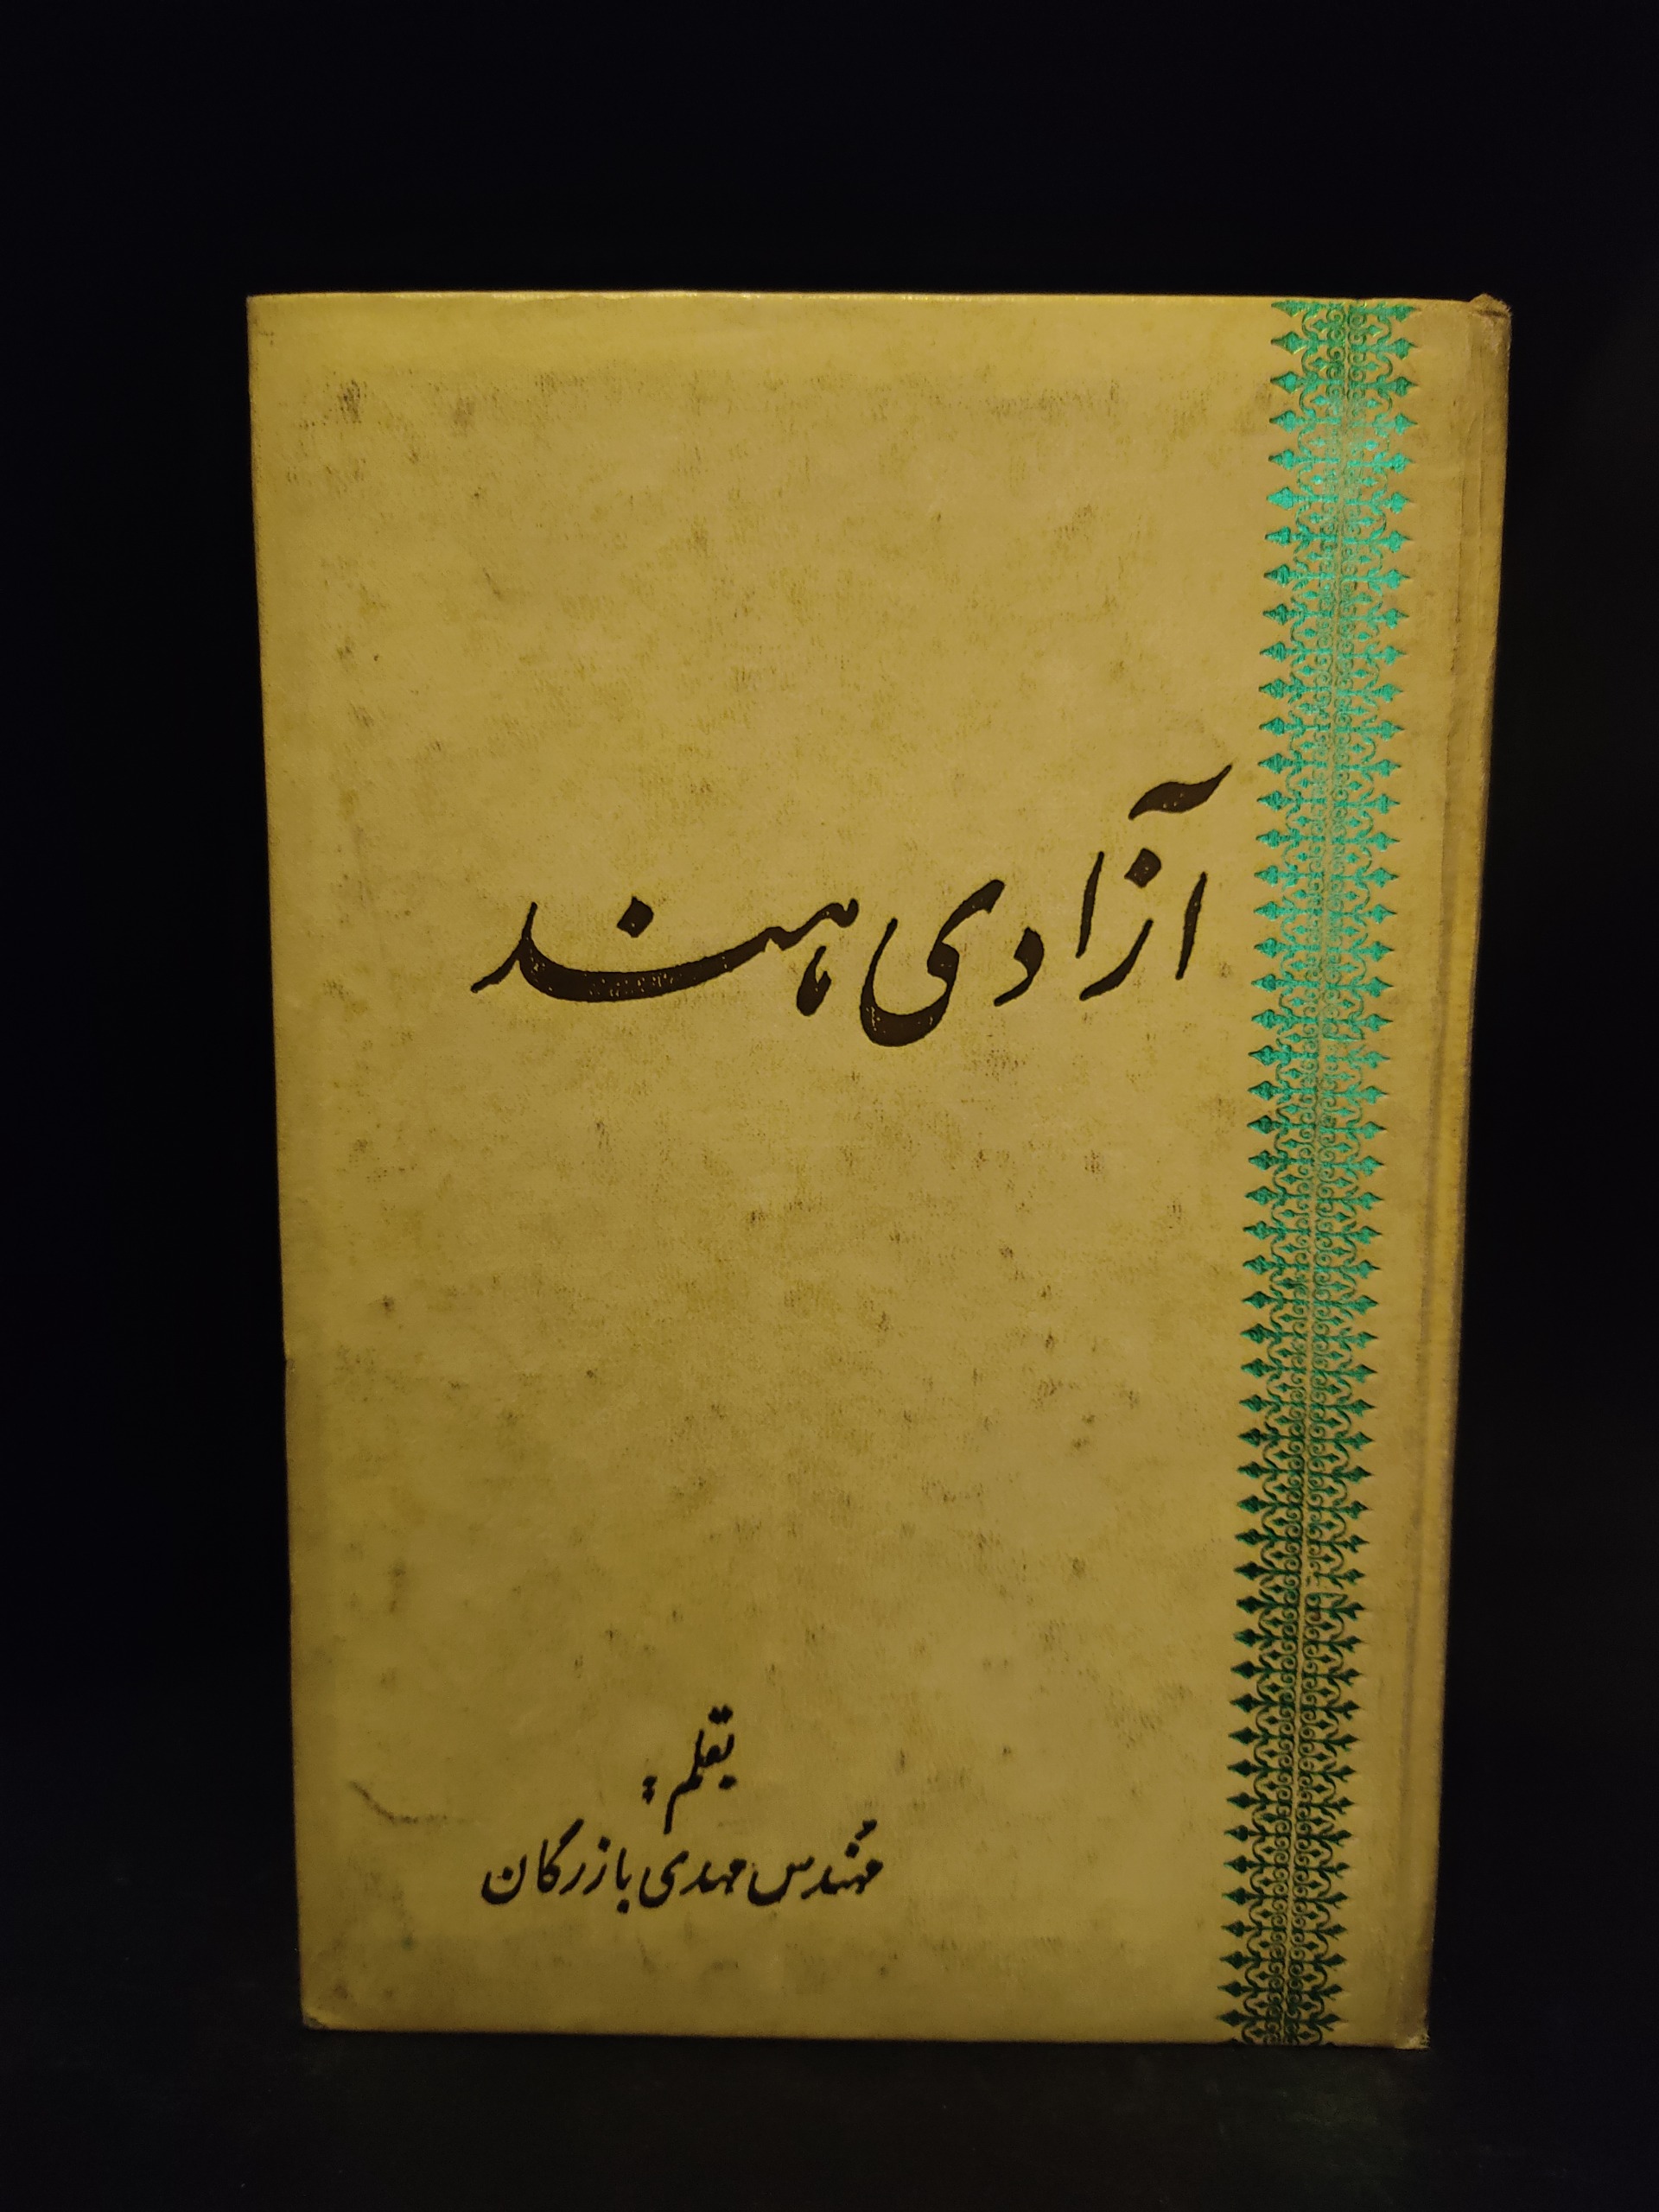 آزادی هند
بقلم:
مهندس مهدی بازرگان